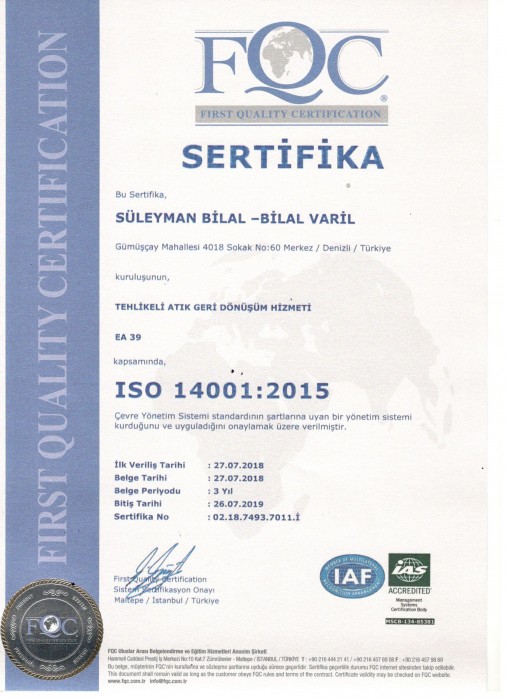 FIRST QUALITY CERTIFICATION
FQC
®
FIRST QUALITY CERTIFICATION
SERTİFİKA
Bu Sertifika,
SÜLEYMAN BİLAL –BİLAL VARİL
Gümüşçay Mahallesi 4018 Sokak No:60 Merkez / Denizli / Türkiye
kuruluşunun,
TEHLİKELİ ATIK GERİ DÖNÜŞÜM HİZMETİ
EA 39
kapsamında,
ISO 14001:2015
Çevre Yönetim Sistemi standardının şartlarına uyan bir yönetim sistemi
kurduğunu ve uyguladığını onaylamak üzere verilmiştir.
İlk Veriliş Tarihi : 27.07.2018
Belge Tarihi : 27.07.2018
Belge Periyodu : 3 Yıl
Bitiş Tarihi : 26.07.2019
Sertifika No : 02.18.7493.7011.İ
First Quality Certification
Sistem Sertifikasyon Onayı
Maltepe / İstanbul / Türkiye
IAF
IAS
ACCREDITED
Management
Systems
Certification Body
MSCB-134-85381
FQC
FQC Uluslar Arası Belgelendirme ve Eğitim Hizmetleri Anonim Şirketi
This document shall remain valid as long as the customer obeys FQC rules and terms of the contract. Certificate validity may be checked on FQC website.
www.fqc.com.tr info@fqc.com.tr